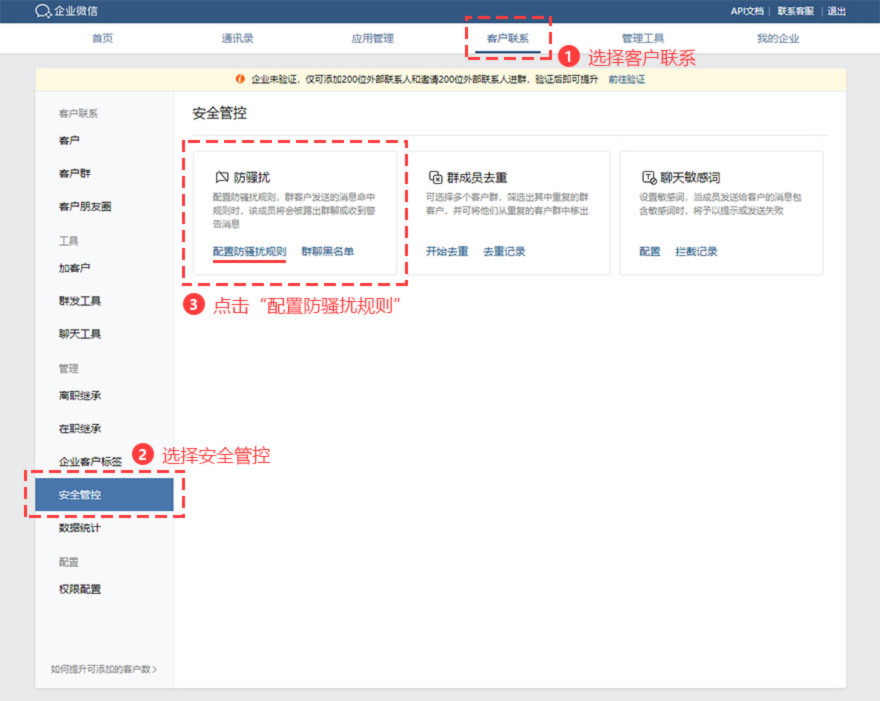 企业微信
API文档 | 联系客服 | 退出
首页 通讯录 应用管理 客户联系 管理工具 我的企业
1 选择客户联系
企业未验证，仅可添加200位外部联系人和邀请200位外部联系人进群，验证后即可提升 前往验证
客户联系
客户
客户群
客户朋友圈
工具
加客户
群发工具
聊天工具
管理
离职继承
在职继承
企业客户标签
2 选择安全管控
安全管控
数据统计
配置
权限配置
如何提升可添加的客户数>
安全管控
防骚扰
配置防骚扰规则，群客户发送的消息命中
规则时，该成员将会被踢出群聊或收到警
告消息
配置防骚扰规则 群聊黑名单
3 点击“配置防骚扰规则”
群成员去重
可选择多个客户群，筛选出其中重复的群
客户，并可将他们从重复的客户群中移出
开始去重 去重记录
聊天敏感词
设置敏感词，当成员发送给客户的消息包
含敏感词时，将予以提示或发送失败
配置 拦截记录